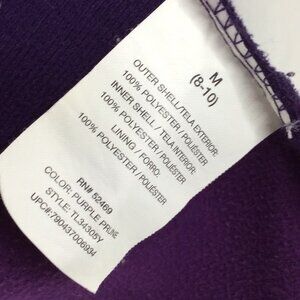 M
(8-10)
OUTER SHELL/TELA EXTERIOR:
100% POLYESTER / POLIÉSTER
INNER SHELL / TELA INTERIOR:
100% POLYESTER / POLIÉSTER
LINING / FORRO:
100% POLYESTER / POLIÉSTER
RN# 52469
COLOR: PURPLE PRUNE
STYLE: TL34305Y
UPC#:790437006934